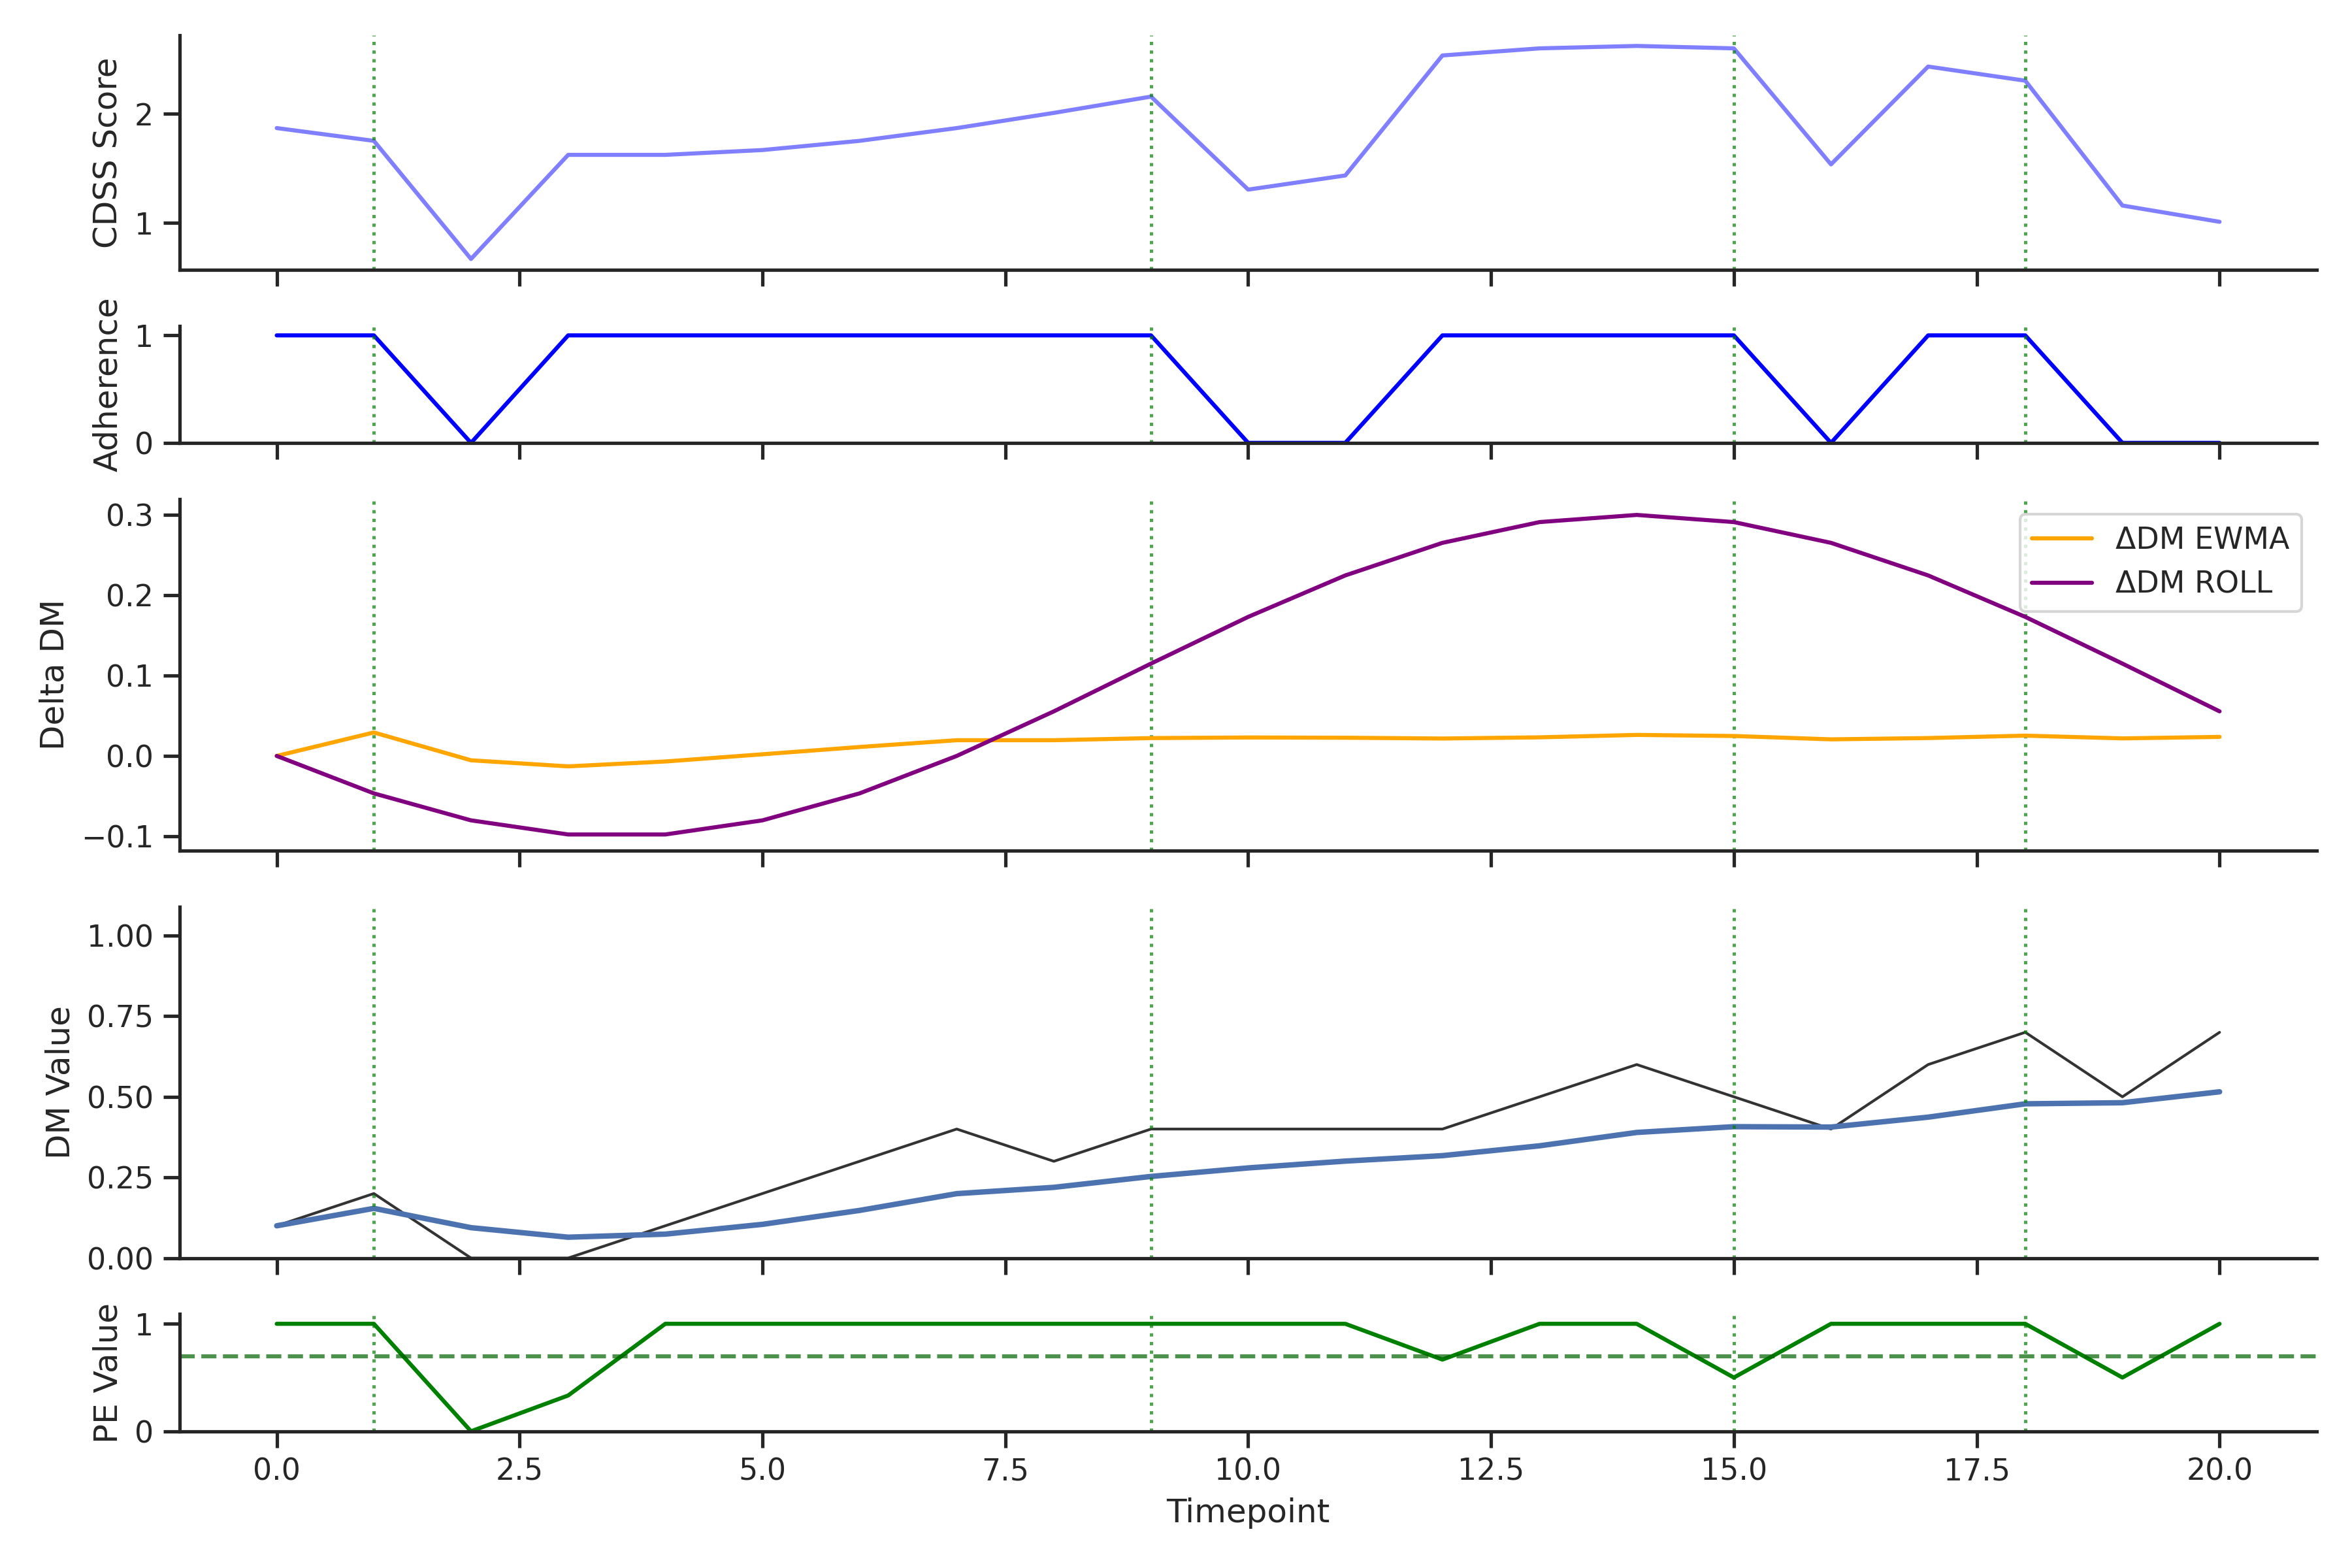 CDSS Score
2
1
Adherence
1
0
Delta DM
0.3
0.2
0.1
0.0
−0.1
ΔDM EWMA
ΔDM ROLL
DM Value
1.00
0.75
0.50
0.25
0.00
PE Value
1
0
0.0 2.5 5.0 7.5 10.0 12.5 15.0 17.5 20.0
Timepoint